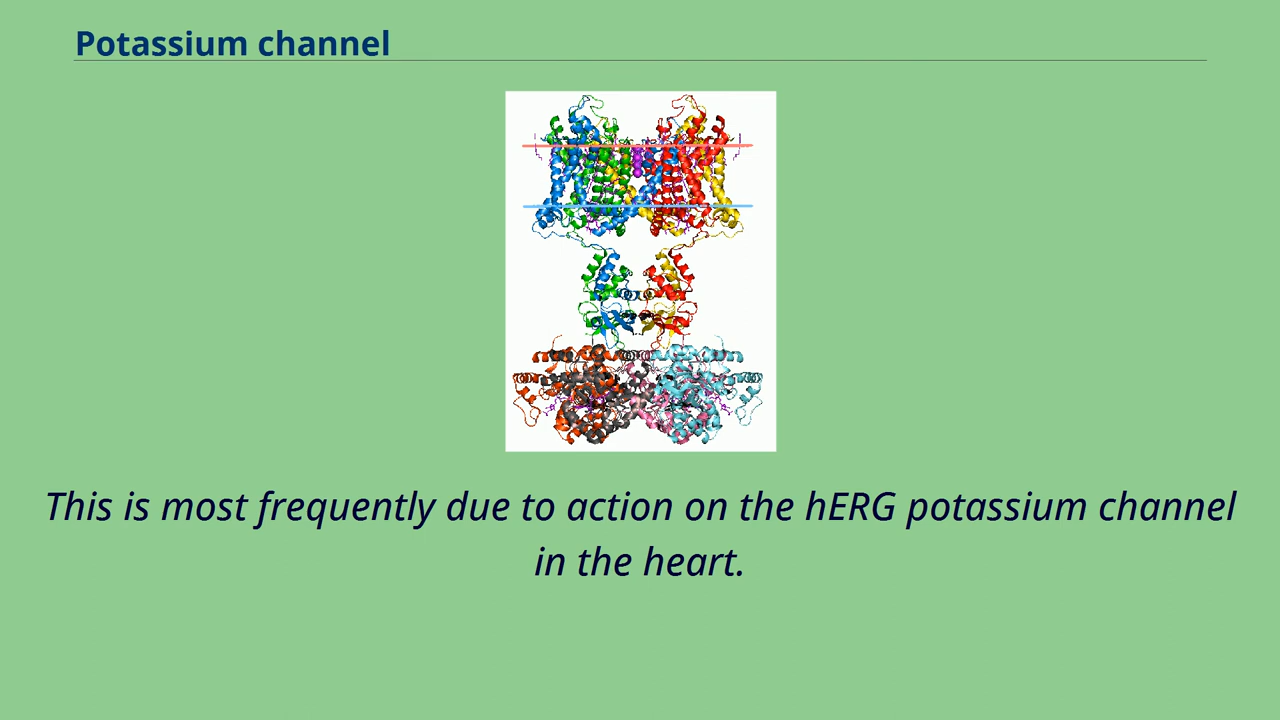 Potassium channel
This is most frequently due to action on the hERG potassium channel
in the heart.